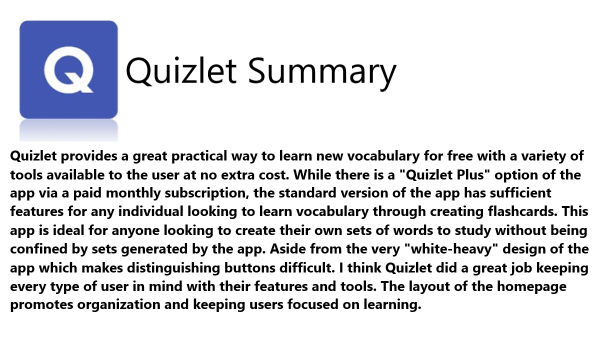 Q
Quizlet Summary
Quizlet provides a great practical way to learn new vocabulary for free with a variety of
tools available to the user at no extra cost. While there is a "Quizlet Plus" option of the
app via a paid monthly subscription, the standard version of the app has sufficient
features for any individual looking to learn vocabulary through creating flashcards. This
app is ideal for anyone looking to create their own sets of words to study without being
confined by sets generated by the app. Aside from the very "white-heavy" design of the
app which makes distinguishing buttons difficult. I think Quizlet did a great job keeping
every type of user in mind with their features and tools. The layout of the homepage
promotes organization and keeping users focused on learning.